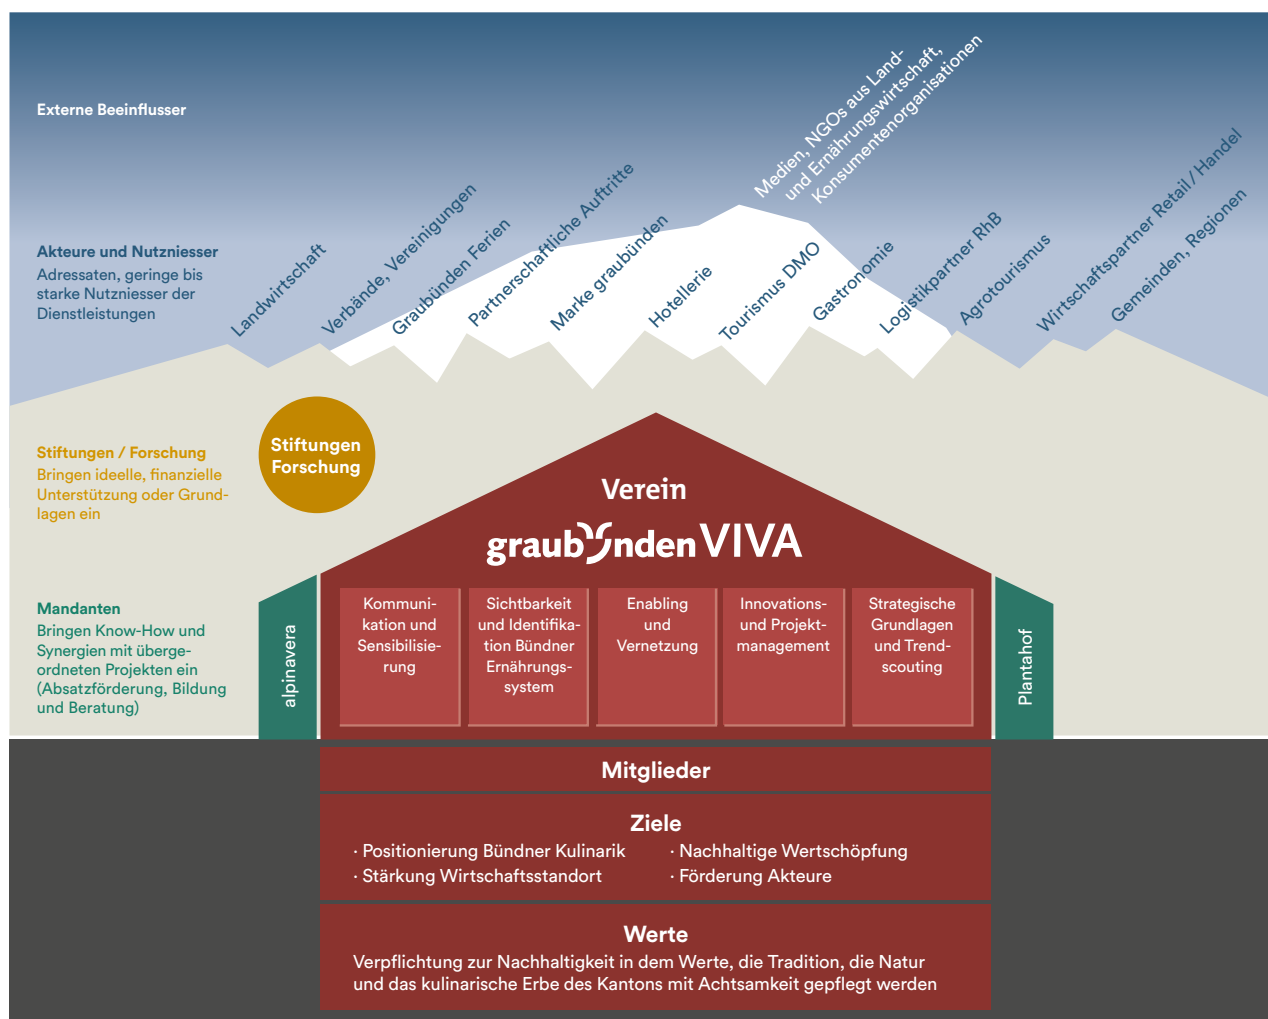 Externe Beeinflusser
Medien, NGOs aus Land-
und Ernährungswirtschaft,
Konsumentenorganisationen
Akteure und Nutzniesser
Adressaten, geringe bis
starke Nutzniesser der
Dienstleistungen
Landwirtschaft
Verbände, Vereinigungen
Graubünden Ferien
Partnerschaftliche Auftritte
Marke graubünden
Hotellerie
Tourismus DMO
Gastronomie
Logistikpartner RhB
Agrotourismus
Wirtschaftspartner Retail / Handel
Gemeinden, Regionen
Stiftungen / Forschung
Bringen ideelle, finanzielle
Unterstützung oder Grund-
lagen ein
Stiftungen
Forschung
Verein
graubünden VIVA
Mandanten
Bringen Know-How und
Synergien mit überge-
ordneten Projekten ein
(Absatzförderung, Bildung
und Beratung)
alpinavera
Kommuni-
kation und
Sensibilisie-
rung
Sichtbarkeit
und Identifika-
tion Bündner
Ernährungs-
system
Enabling
und
Vernetzung
Innovations-
und Projekt-
management
Strategische
Grundlagen
und Trend-
scouting
Plantahof
Mitglieder
Ziele
· Positionierung Bündner Kulinarik
· Stärkung Wirtschaftsstandort
· Nachhaltige Wertschöpfung
· Förderung Akteure
Werte
Verpflichtung zur Nachhaltigkeit in dem Werte, die Tradition, die Natur
und das kulinarische Erbe des Kantons mit Achtsamkeit gepflegt werden